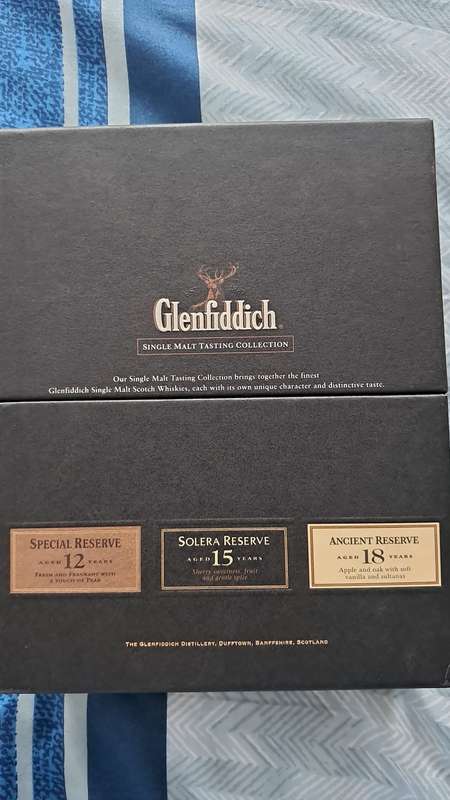 Glenfiddich
SINGLE MALT TASTING COLLECTION
Our Single Malt Tasting Collection brings together the finest
Glenfiddich Single Malt Scotch Whiskies, each with its own unique character and distinctive taste.
SPECIAL RESERVE
AGED 12 YEARS
FRESH AND FRAGRANT WITH
A TOUCH OF PEAR
SOLERA RESERVE
AGED 15 YEARS
Sherry sweetness, fruit
and gentle spice
ANCIENT RESERVE
AGED 18 YEARS
Apple and oak with soft
vanilla and sultanas
THE GLENFIDDICH DISTILLERY, DUFFTOWN, BANFFSHIRE, SCOTLAND